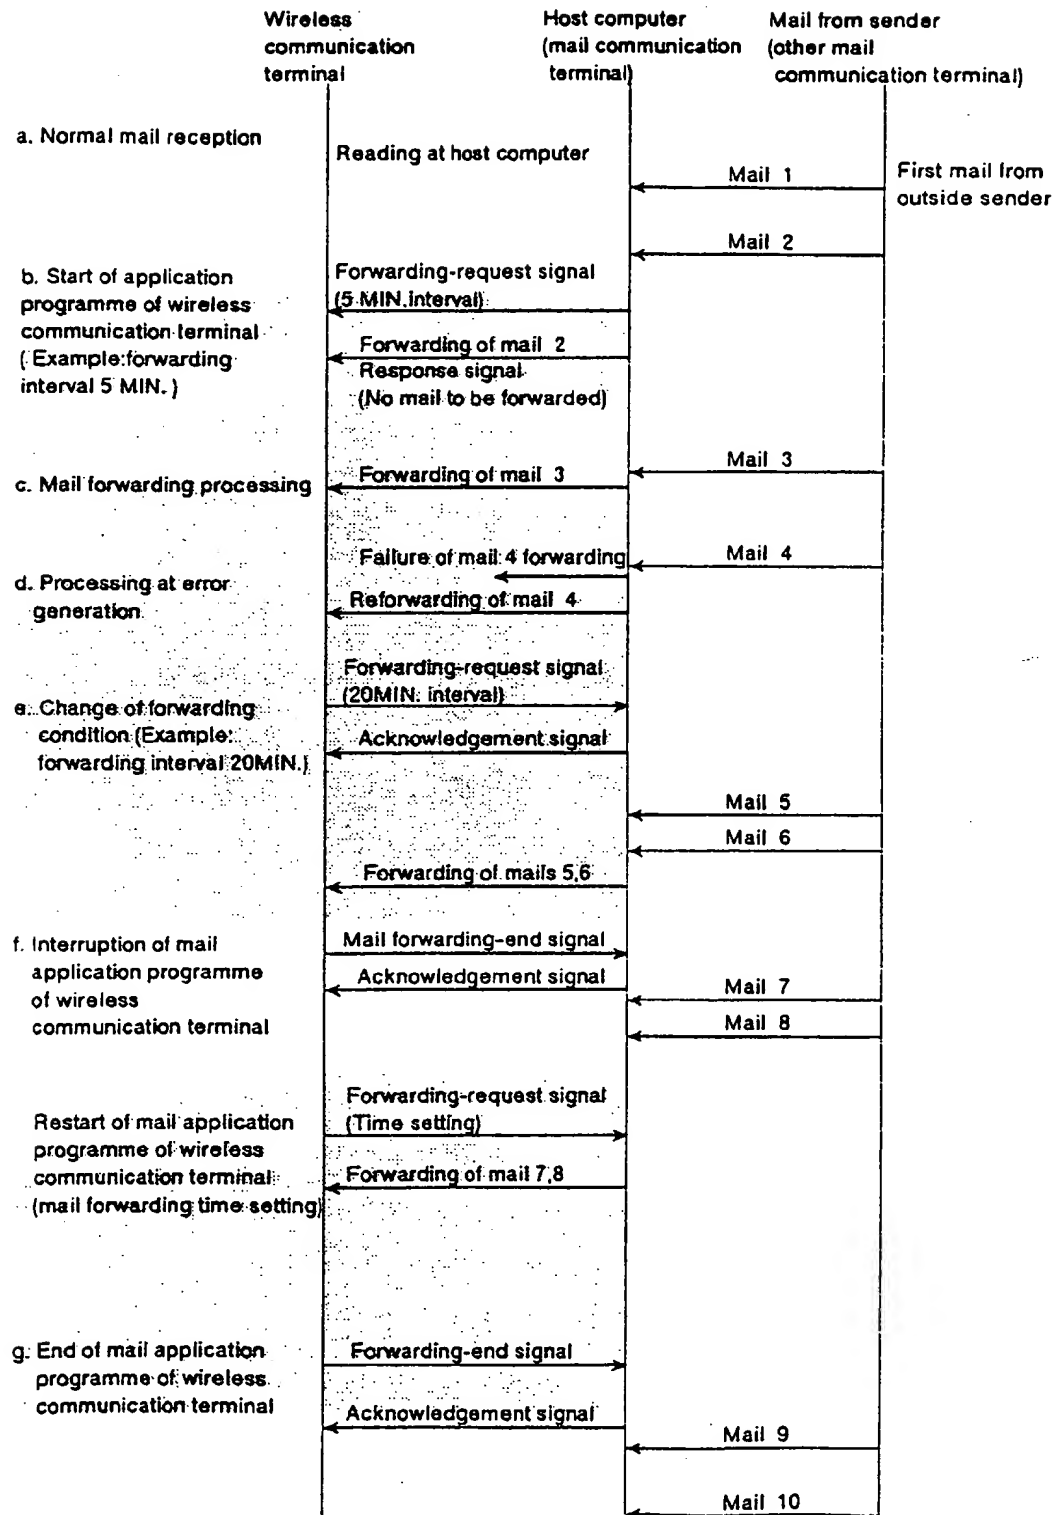 Wireless
communication
terminal
Host computer
(mail communication
terminal)
Mail from sender
(other mail
communication terminal)
a. Normal mail reception
Reading at host computer
Mail 1
First mail from
outside sender
Mail 2
b. Start of application
programme of wireless
communication terminal
(Example:forwarding
interval 5 MIN.)
Forwarding-request signal
(5 MIN.interval)
Forwarding of mail 2
Response signal
(No mail to be forwarded)
Mail 3
c. Mail forwarding processing
Forwarding of mail 3
Failure of mail 4 forwarding
Mail 4
d. Processing at error
generation
Reforwarding of mail 4
Forwarding-request signal
(20MIN. interval)
e. Change of forwarding
condition (Example:
forwarding interval 20MIN.)
Acknowledgement signal
Mail 5
Mail 6
Forwarding of mails 5,6
f. Interruption of mail
application programme
of wireless
communication terminal
Mail forwarding-end signal
Acknowledgement signal
Mail 7
Mail 8
Forwarding-request signal
(Time setting)
Restart of mail application
programme of wireless
communication terminal
(mail forwarding time setting)
Forwarding of mail 7,8
g. End of mail application
programme of wireless
communication terminal
Forwarding-end signal
Acknowledgement signal
Mail 9
Mail 10